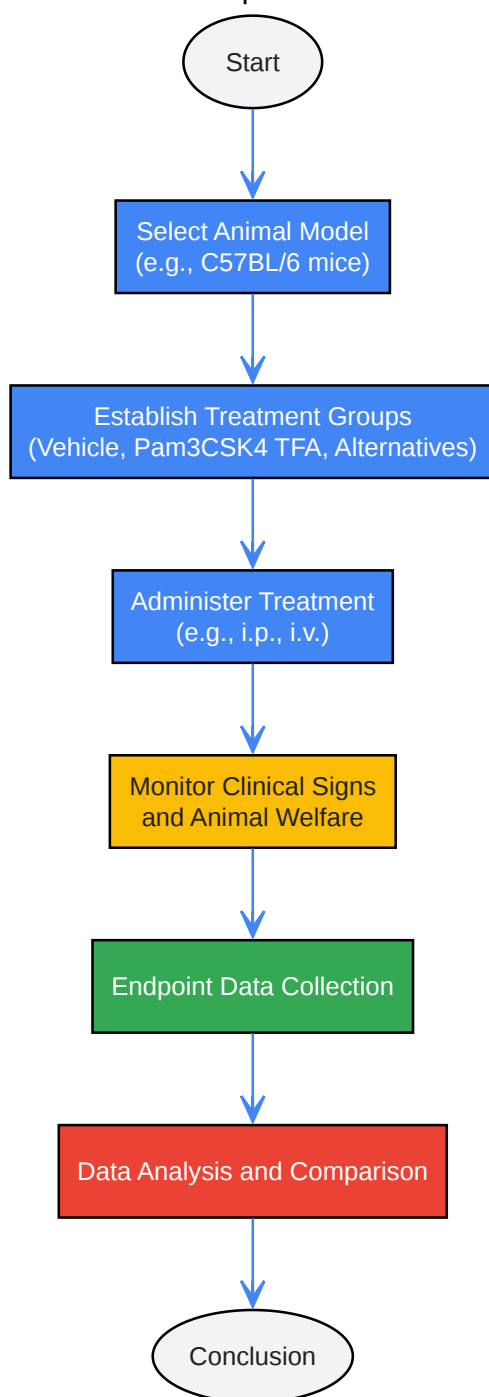 Start
Select Animal Model
(e.g., C57BL/6 mice)
Establish Treatment Groups
(Vehicle, Pam3CSK4 TFA, Alternatives)
Administer Treatment
(e.g., i.p., i.v.)
Monitor Clinical Signs
and Animal Welfare
Endpoint Data Collection
Data Analysis and Comparison
Conclusion